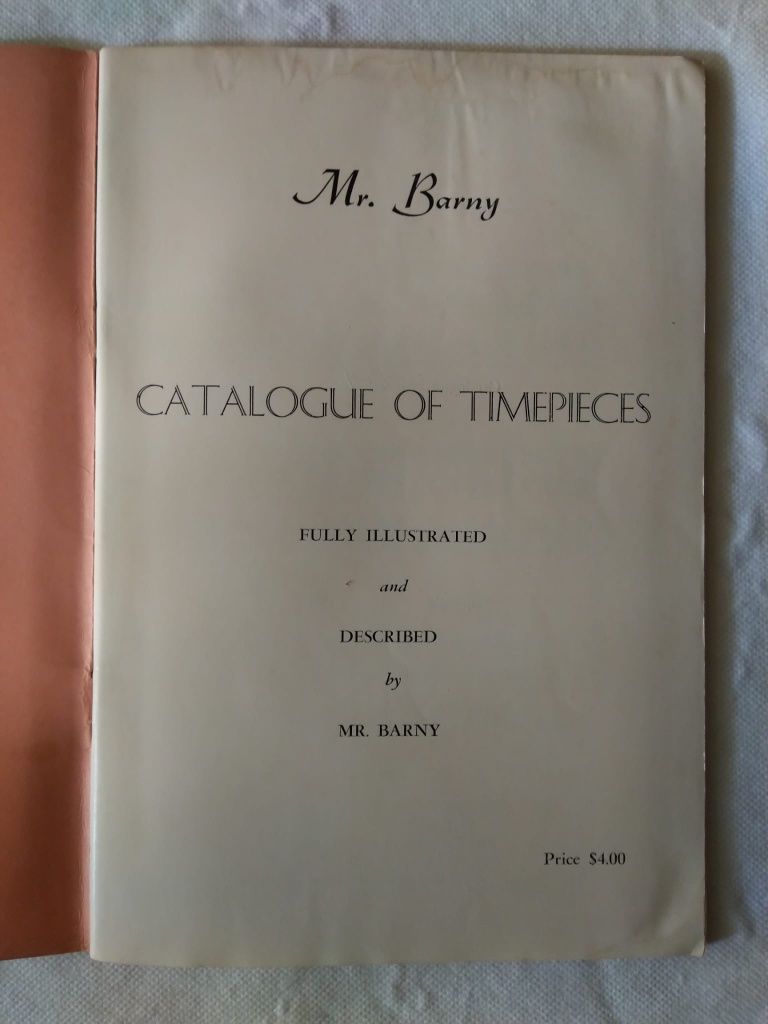 Mr. Barny
CATALOGUE OF TIMEPIECES
FULLY ILLUSTRATED
and
DESCRIBED
by
MR. BARNY
Price $4.00